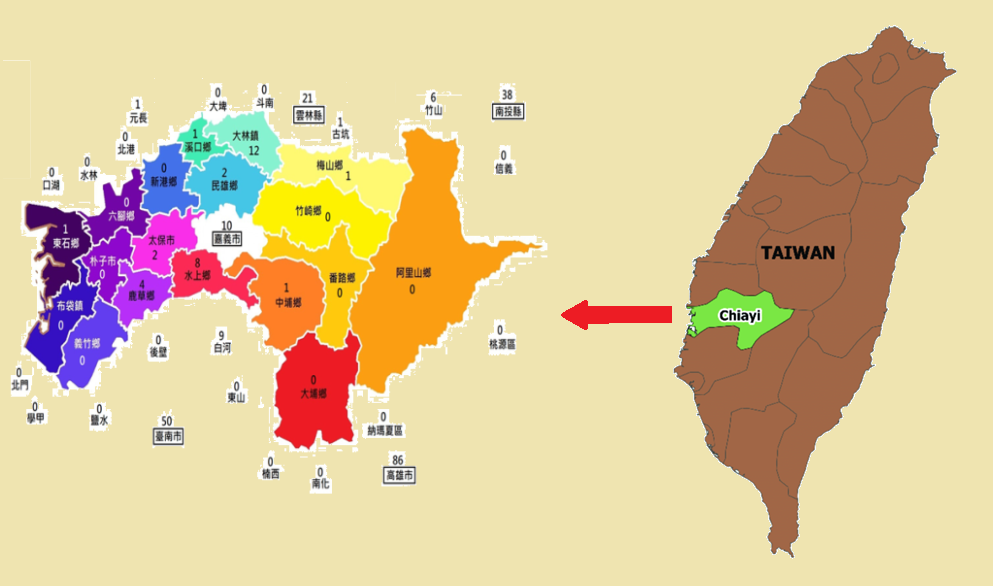 0
大埤
0
斗南
21
雲林縣
6
竹山
38
南投縣
1
元長
1
古坑
0
北港
1
溪口鄉
大林鎮
12
0
水林
0
口湖
0
新港鄉
2
民雄鄉
梅山鄉
1
0
信義
0
六腳鄉
竹崎鄉 0
1
東石鄉
太保市
2
10
嘉義市
朴子市
0
8
水上鄉
4
鹿草鄉
1
中埔鄉
番路鄉
0
阿里山鄉
0
布袋鎮
0
義竹鄉
0
0
後壁
9
白河
0
桃源區
0
北門
0
學甲
0
鹽水
0
東山
0
大埔鄉
50
臺南市
0
納瑪夏區
0
楠西
0
南化
86
高雄市
TAIWAN
Chiayi